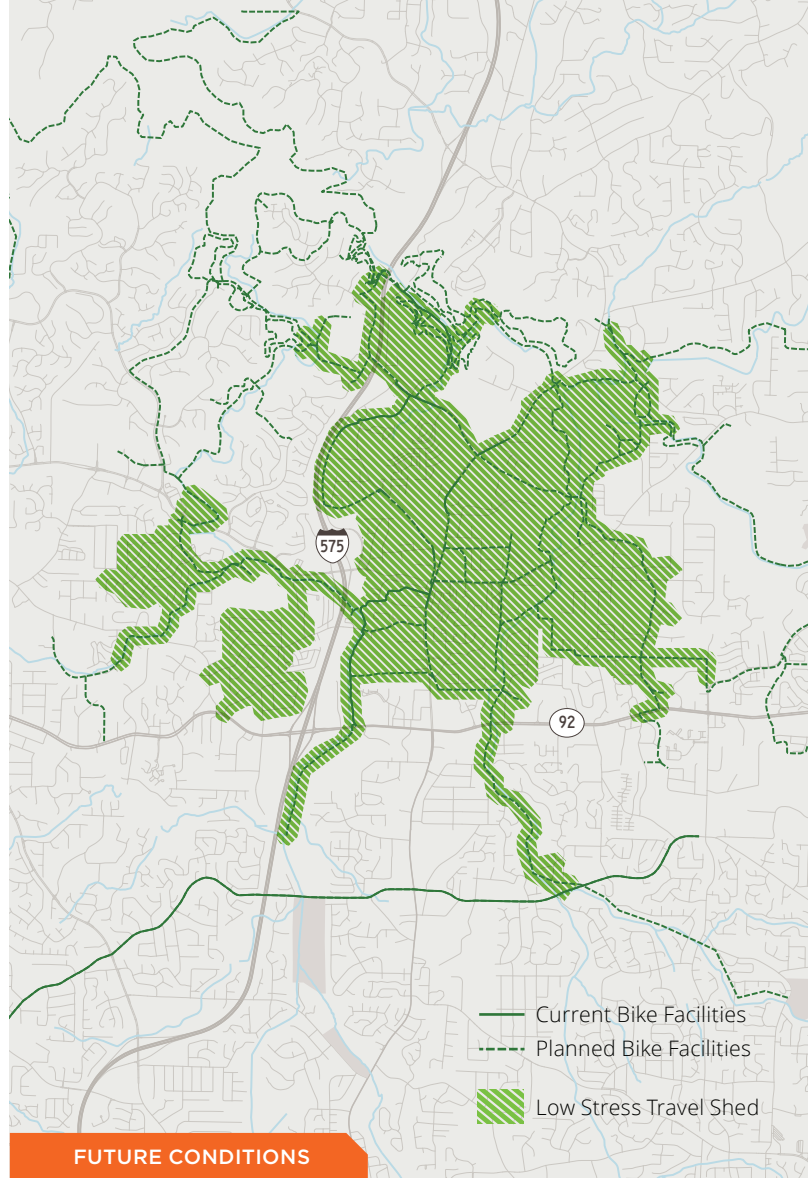 575
92
Current Bike Facilities
Planned Bike Facilities
Low Stress Travel Shed
FUTURE CONDITIONS